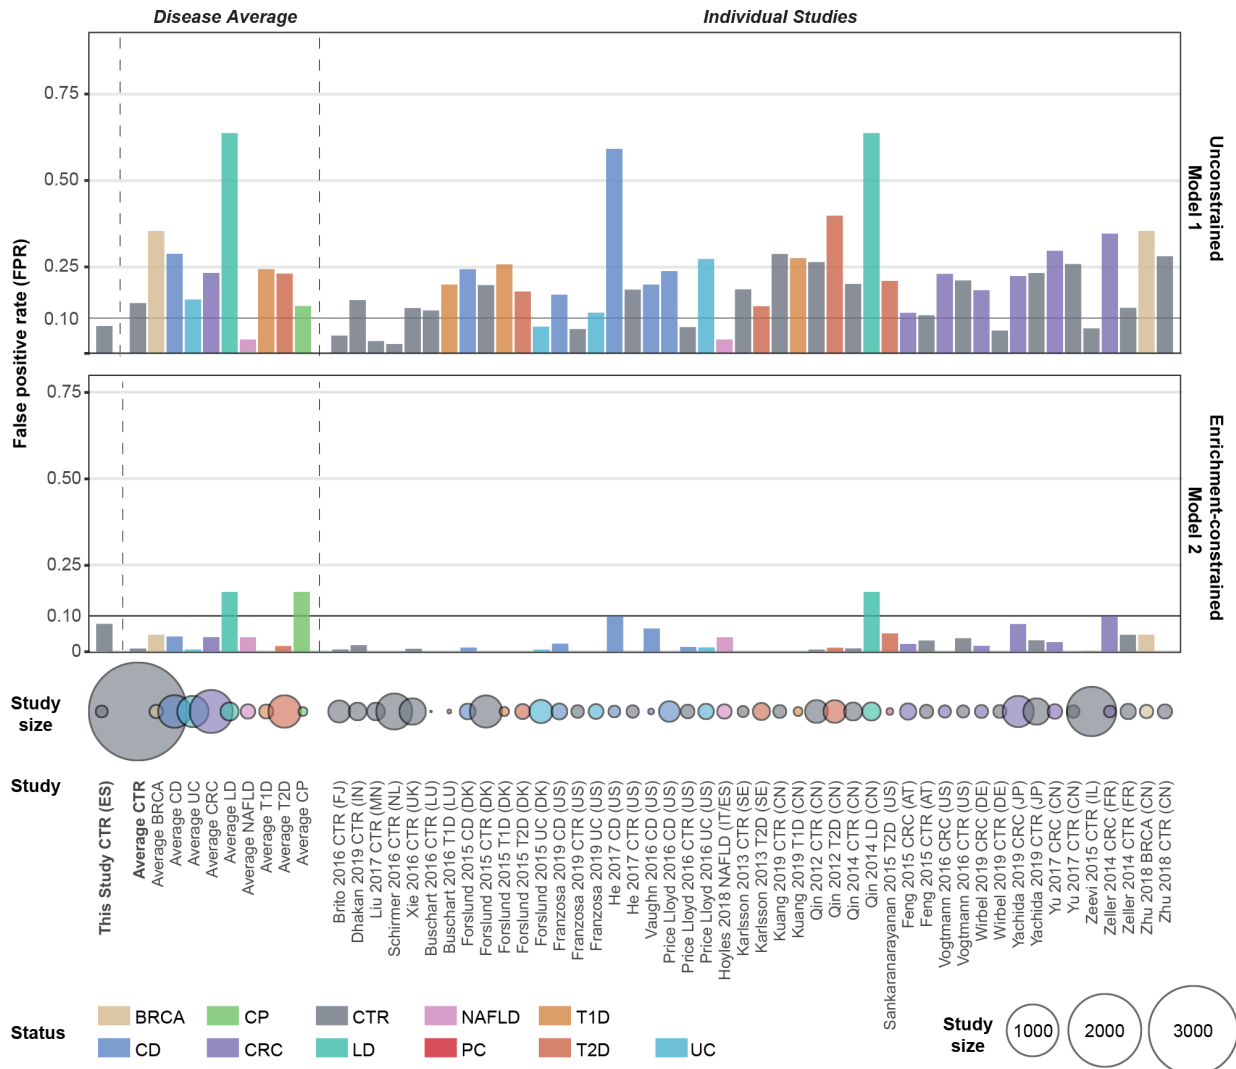 Disease Average
Individual Studies
False positive rate (FPR)
0.75
0.50
0.25
0.10
Unconstrained
Model 1
0.75
0.50
0.25
0.10
0
Enrichment-constrained
Model 2
Study
size
Study
This Study CTR (ES)
Average CTR
Average BRCA
Average CD
Average UC
Average CRC
Average LD
Average NAFLD
Average T1D
Average T2D
Average CP
Brito 2016 CTR (FJ)
Dhakan 2019 CTR (IN)
Liu 2017 CTR (MN)
Schirmer 2016 CTR (NL)
Xie 2016 CTR (UK)
Buschart 2016 CTR (LU)
Buschart 2016 T1D (LU)
Forslund 2015 CD (DK)
Forslund 2015 CTR (DK)
Forslund 2015 T1D (DK)
Forslund 2015 T2D (DK)
Forslund 2015 UC (DK)
Franzosa 2019 CD (US)
Franzosa 2019 CTR (US)
Franzosa 2019 UC (US)
He 2017 CD (US)
He 2017 CTR (US)
Vaughn 2016 CD (US)
Price Lloyd 2016 CD (US)
Price Lloyd 2016 CTR (US)
Price Lloyd 2016 UC (US)
Hoyles 2018 NAFLD (IT/ES)
Karlsson 2013 CTR (SE)
Karlsson 2013 T2D (SE)
Kuang 2019 CTR (CN)
Kuang 2019 T1D (CN)
Qin 2012 CTR (CN)
Qin 2012 T2D (CN)
Qin 2014 CTR (CN)
Qin 2014 LD (CN)
Sankaranarayanan 2015 T2D (US)
Feng 2015 CRC (AT)
Feng 2015 CTR (AT)
Vogtmann 2016 CRC (US)
Vogtmann 2016 CTR (US)
Wirbel 2019 CRC (DE)
Wirbel 2019 CTR (DE)
Yachida 2019 CRC (JP)
Yachida 2019 CTR (JP)
Yu 2017 CRC (CN)
Yu 2017 CTR (CN)
Zeevi 2015 CTR (IL)
Zeller 2014 CRC (FR)
Zeller 2014 CTR (FR)
Zhu 2018 BRCA (CN)
Zhu 2018 CTR (CN)
Status
BRCA
CP
CTR
NAFLD
T1D
CD
CRC
LD
PC
T2D
UC
Study
size
1000
2000
3000